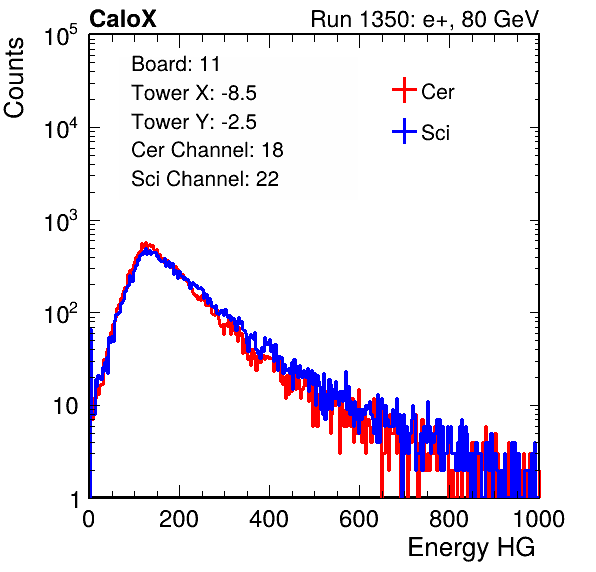 CaloX Run 1350: e+, 80 GeV
Counts
10^5
10^4
10^3
10^2
10
1
Board: 11
Tower X: -8.5
Tower Y: -2.5
Cer Channel: 18
Sci Channel: 22
Cer
Sci
0 200 400 600 800 1000
Energy HG